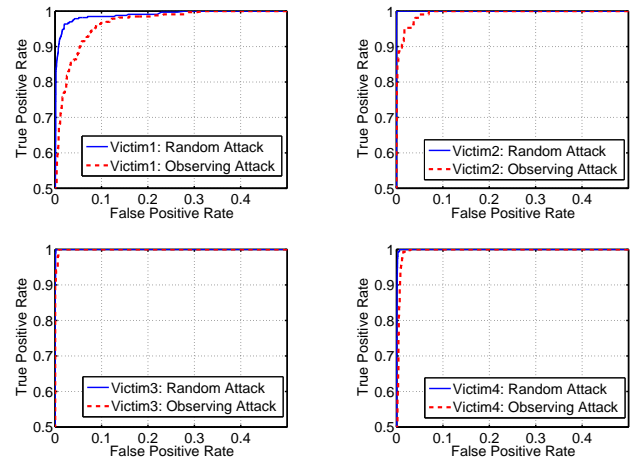 1
0.9
0.8
0.7
0.6
0.5
0 0.1 0.2 0.3 0.4
True Positive Rate
False Positive Rate
Victim1: Random Attack
Victim1: Observing Attack
1
0.9
0.8
0.7
0.6
0.5
0 0.1 0.2 0.3 0.4
True Positive Rate
False Positive Rate
Victim2: Random Attack
Victim2: Observing Attack
1
0.9
0.8
0.7
0.6
0.5
0 0.1 0.2 0.3 0.4
True Positive Rate
False Positive Rate
Victim3: Random Attack
Victim3: Observing Attack
1
0.9
0.8
0.7
0.6
0.5
0 0.1 0.2 0.3 0.4
True Positive Rate
False Positive Rate
Victim4: Random Attack
Victim4: Observing Attack